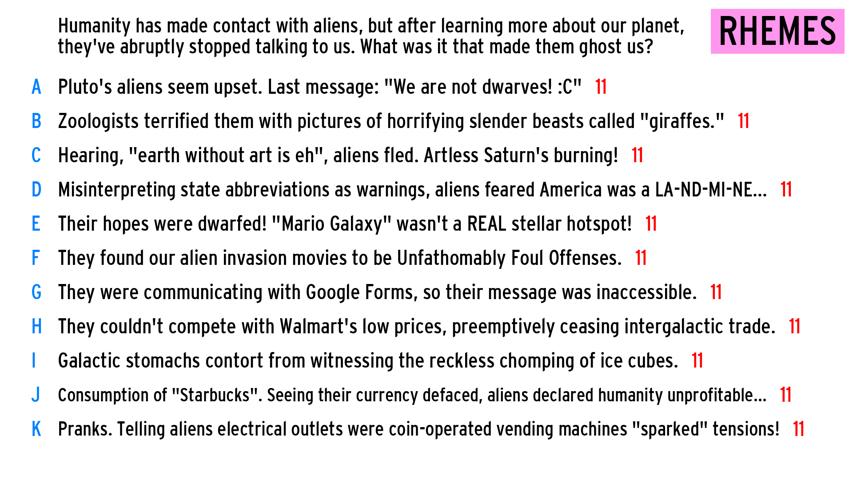 Humanity has made contact with aliens, but after learning more about our planet,
they've abruptly stopped talking to us. What was it that made them ghost us?
RHEMES
A Pluto's aliens seem upset. Last message: "We are not dwarves! :C" 11
B Zoologists terrified them with pictures of horrifying slender beasts called "giraffes." 11
C Hearing, "earth without art is eh", aliens fled. Artless Saturn's burning! 11
D Misinterpreting state abbreviations as warnings, aliens feared America was a LA-ND-MI-NE... 11
E Their hopes were dwarfed! "Mario Galaxy" wasn't a REAL stellar hotspot! 11
F They found our alien invasion movies to be Unfathomably Foul Offenses. 11
G They were communicating with Google Forms, so their message was inaccessible. 11
H They couldn't compete with Walmart's low prices, preemptively ceasing intergalactic trade. 11
I Galactic stomachs contort from witnessing the reckless chomping of ice cubes. 11
J Consumption of "Starbucks". Seeing their currency defaced, aliens declared humanity unprofitable... 11
K Pranks. Telling aliens electrical outlets were coin-operated vending machines "sparked" tensions! 11